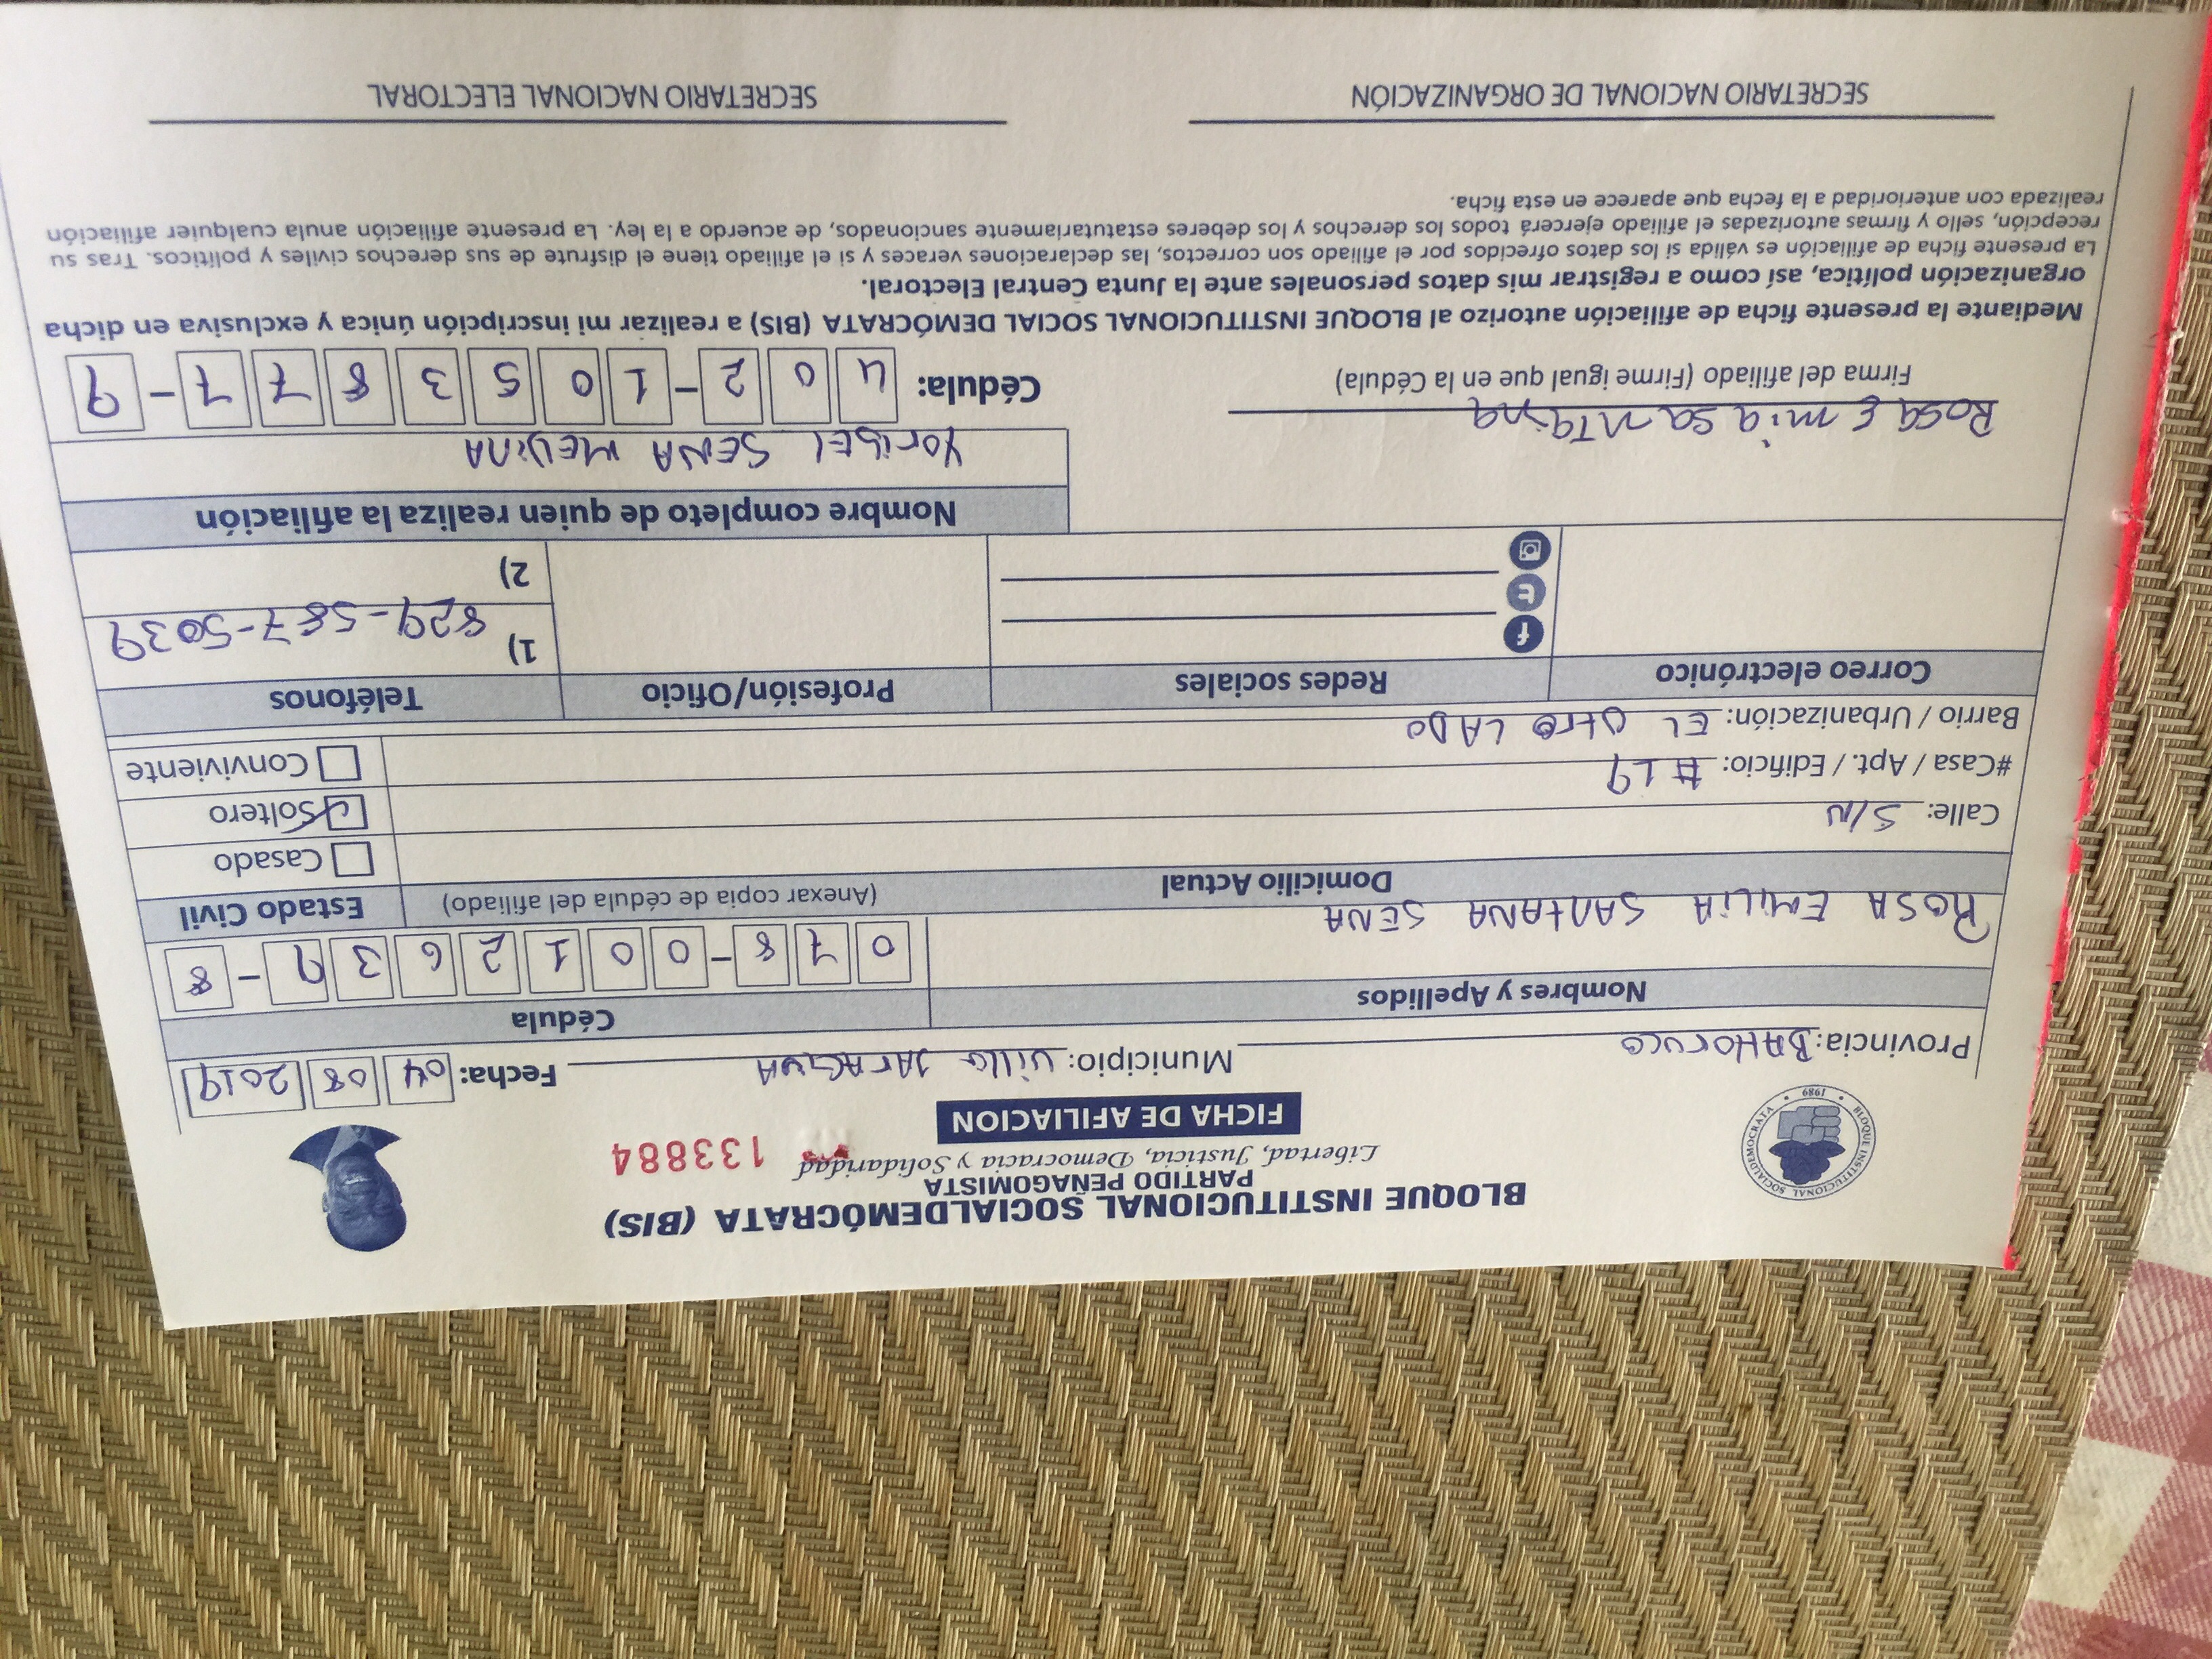 BLOQUE INSTITUCIONAL SOCIALDEMÓCRATA (BIS)
PARTIDO PEÑAGOMISTA
Libertad, Justicia, Democracia y Solidaridad 133884
FICHA DE AFILIACION
BLOQUE INSTITUCIONAL SOCIALDEMOCRATA • 1989 •
Provincia: BAHOruco Municipio: Villa JArAGUA Fecha: 04 08 2019
Nombres y Apellidos Cédula
ROSA EmiLiA SANtANA SENA 078-0012639-8
Domicilio Actual (Anexar copia de cédula del afiliado) Estado Civil
Calle: S/N Casado
#Casa / Apt. / Edificio: #19 Soltero
Barrio / Urbanización: EL Otro LADO Conviviente
Correo electrónico Redes sociales Profesión/Oficio Teléfonos
1) 829-587-5039
2)
Nombre completo de quien realiza la afiliación
YoriBEL SENA MEDiNA
Rosa Emia sanTana
Firma del afiliado (Firme igual que en la Cédula) Cédula: 402-1053877-9
Mediante la presente ficha de afiliación autorizo al BLOQUE INSTITUCIONAL SOCIAL DEMÓCRATA (BIS) a realizar mi inscripción única y exclusiva en dicha
organización política, así como a registrar mis datos personales ante la Junta Central Electoral.
La presente ficha de afiliación es válida si los datos ofrecidos por el afiliado son correctos, las declaraciones veraces y si el afiliado tiene el disfrute de sus derechos civiles y políticos. Tras su
recepción, sello y firmas autorizadas el afiliado ejercerá todos los derechos y los deberes estatutariamente sancionados, de acuerdo a la ley. La presente afiliación anula cualquier afiliación
realizada con anterioridad a la fecha que aparece en esta ficha.
SECRETARIO NACIONAL DE ORGANIZACIÓN SECRETARIO NACIONAL ELECTORAL